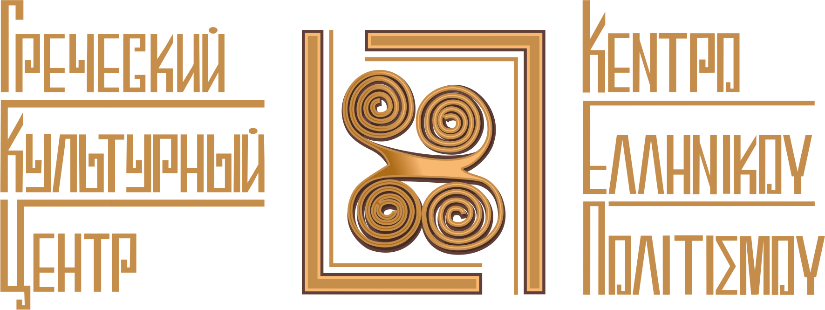 Греческий
Культурный
Центр
Κεντρο
Ελληνικου
Πολιτισμου